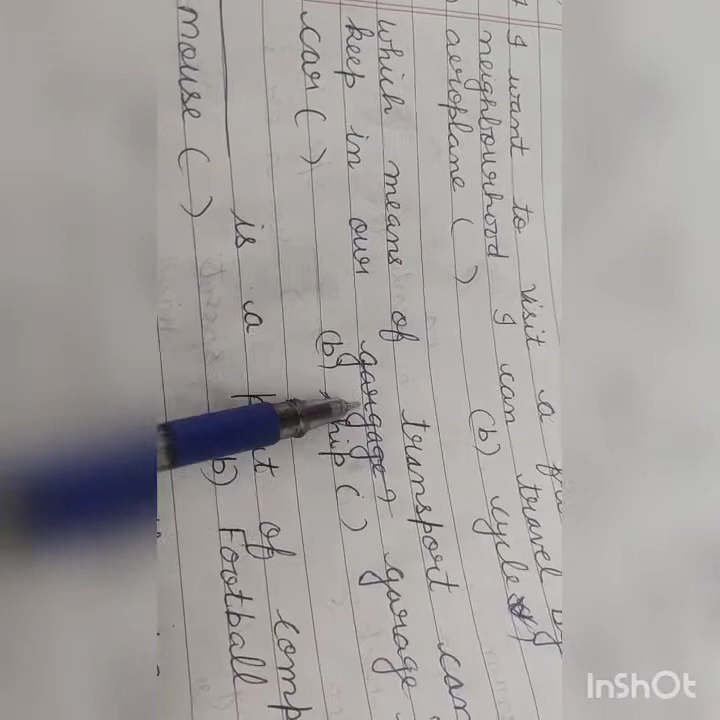 I want to visit a
neighbourhood I can travel by
aeroplane ( ) (b) cycle
which means of transport can
keep in our gargage? garage
car ( ) (b) ship ( )
is a of comp
mouse ( ) b) Football
InShOt